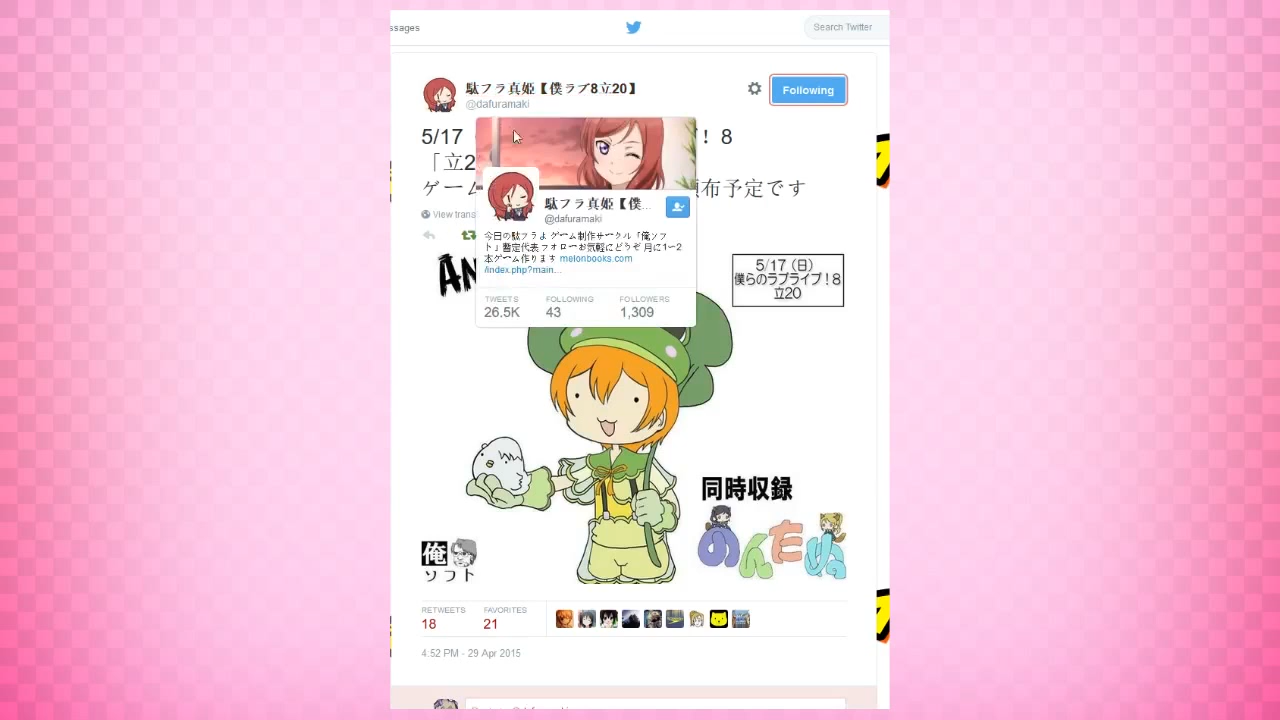 ssages
Search Twitter
駄フラ真姫【僕ラブ8立20】
@dafuramaki
Following
5/17
！8
「立2
ゲーム
布予定です
View trans
駄フラ真姫【僕...
@dafuramaki
今日の駄フラよ ゲーム制作サークル「俺ソフ
ト」暫定代表 フォローお気軽にどうぞ 月に1〜2
本ゲーム作ります melonbooks.com
/index.php?main...
TWEETS
FOLLOWING
FOLLOWERS
26.5K
43
1,309
5/17（日）
僕らのラブライブ！8
立20
同時収録
のんたぬ
俺
ソフト
RETWEETS
FAVORITES
18
21
4:52 PM - 29 Apr 2015